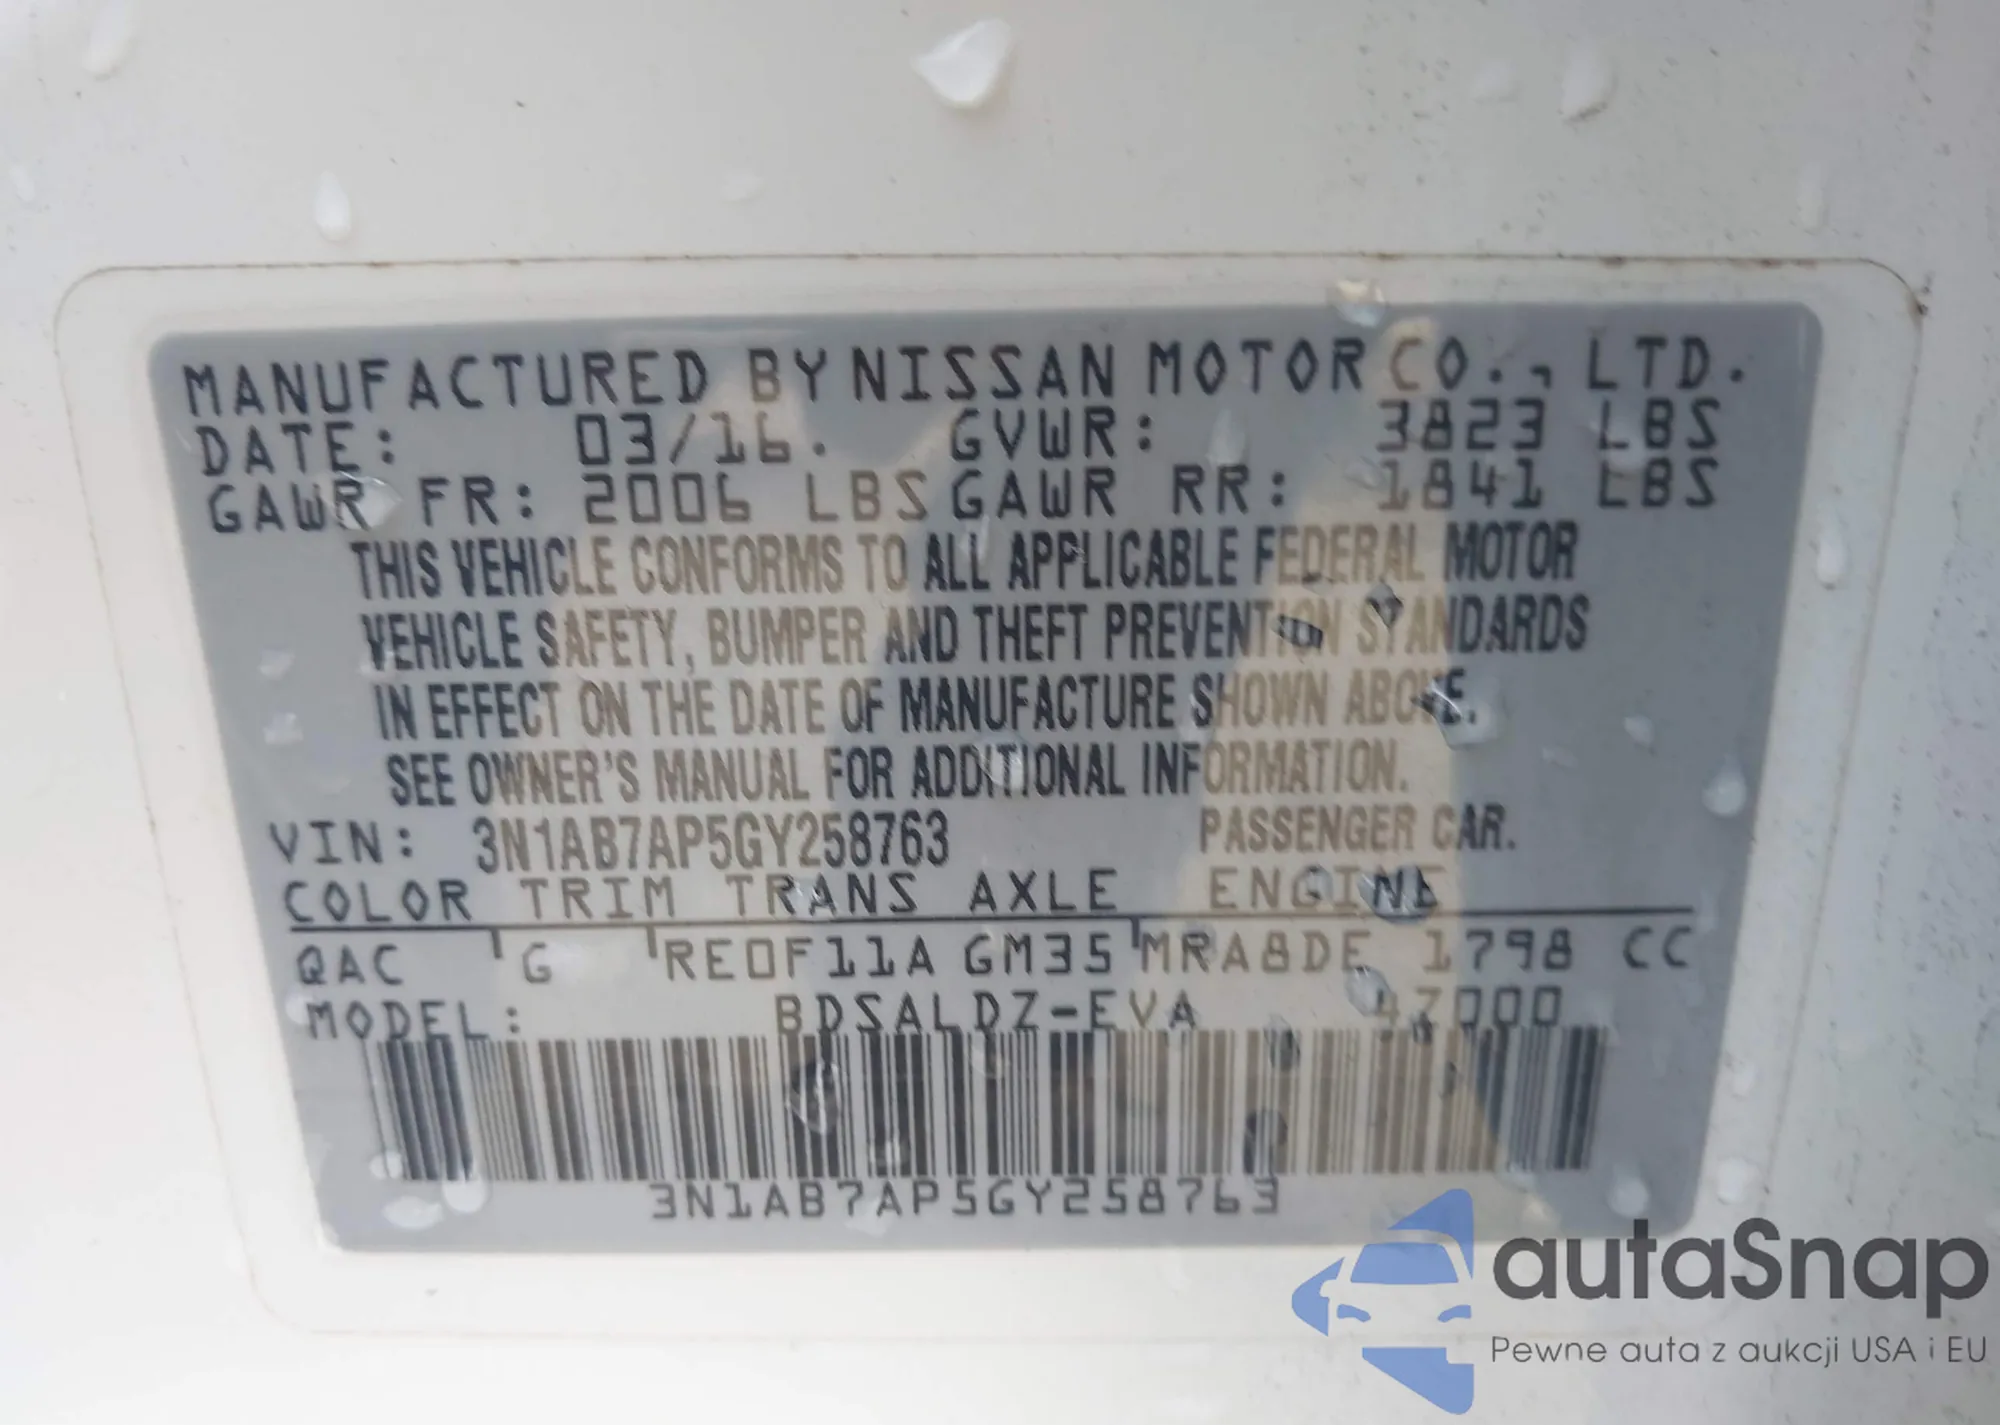 MANUFACTURED BY NISSAN MOTOR CO., LTD.
DATE: 03/16. GVWR: 3823 LBS
GAWR FR: 2006 LBS GAWR RR: 1841 LBS
THIS VEHICLE CONFORMS TO ALL APPLICABLE FEDERAL MOTOR
VEHICLE SAFETY, BUMPER AND THEFT PREVENTION STANDARDS
IN EFFECT ON THE DATE OF MANUFACTURE SHOWN ABOVE.
SEE OWNER'S MANUAL FOR ADDITIONAL INFORMATION.
VIN: 3N1AB7AP5GY258763 PASSENGER CAR.
COLOR TRIM TRANS AXLE ENGINE
QAC G RE0F11A GM35 MRA8DE 1798 CC
MODEL: BDSALDZ-EVA 47000
3N1AB7AP5GY258763
autaSnap
Pewne auta z aukcji USA i EU